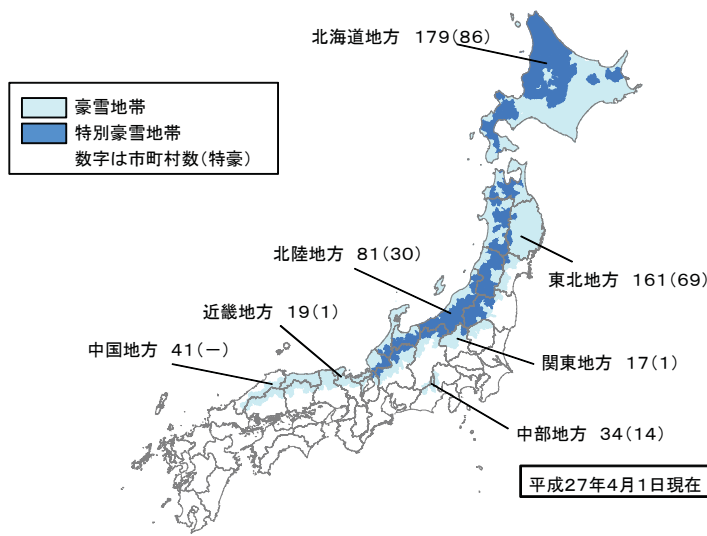 北海道地方 179(86)
豪雪地帯
特別豪雪地帯
数字は市町村数(特豪)
北陸地方 81(30)
東北地方 161(69)
近畿地方 19(1)
中国地方 41(－)
関東地方 17(1)
中部地方 34(14)
平成27年4月1日現在